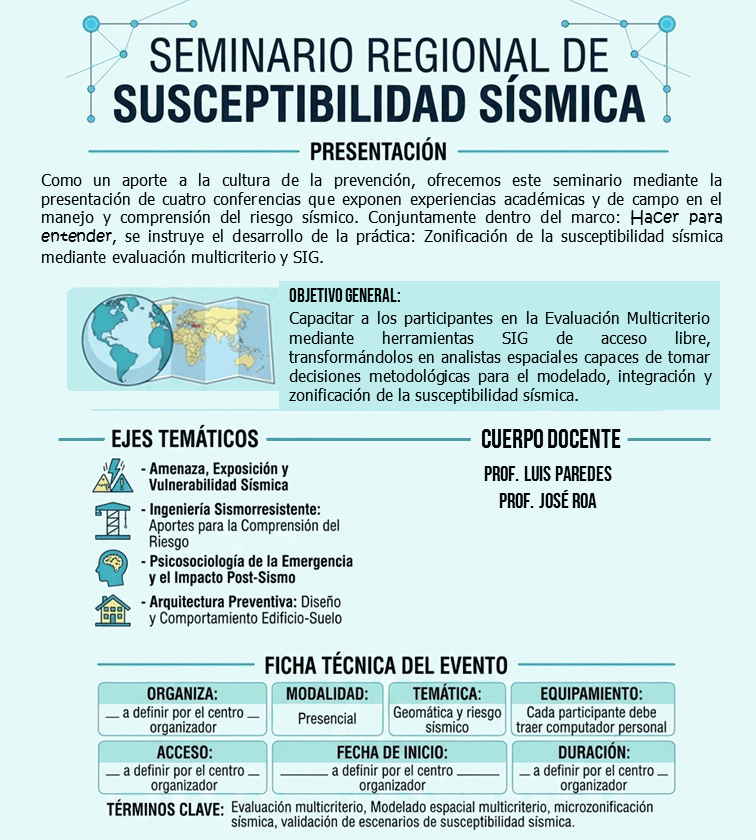 SEMINARIO REGIONAL DE
SUSCEPTIBILIDAD SÍSMICA
PRESENTACIÓN
Como un aporte a la cultura de la prevención, ofrecemos este seminario mediante la
presentación de cuatro conferencias que exponen experiencias académicas y de campo en el
manejo y comprensión del riesgo sísmico. Conjuntamente dentro del marco: Hacer para
entender, se instruye el desarrollo de la práctica: Zonificación de la susceptibilidad sísmica
mediante evaluación multicriterio y SIG.
OBJETIVO GENERAL:
Capacitar a los participantes en la Evaluación Multicriterio
mediante herramientas SIG de acceso libre,
transformándolos en analistas espaciales capaces de tomar
decisiones metodológicas para el modelado, integración y
zonificación de la susceptibilidad sísmica.
EJES TEMÁTICOS
- Amenaza, Exposición y
Vulnerabilidad Sísmica
- Ingeniería Sismorresistente:
Aportes para la Comprensión del
Riesgo
- Psicosociología de la Emergencia
y el Impacto Post-Sismo
- Arquitectura Preventiva: Diseño
y Comportamiento Edificio-Suelo
CUERPO DOCENTE
PROF. LUIS PAREDES
PROF. JOSÉ ROA
FICHA TÉCNICA DEL EVENTO
ORGANIZA:
__ a definir por el centro __
organizador
MODALIDAD:
Presencial
TEMÁTICA:
Geomática y riesgo
sísmico
EQUIPAMIENTO:
Cada participante debe
traer computador personal
ACCESO:
__ a definir por el centro __
organizador
FECHA DE INICIO:
________ a definir por el centro ________
organizador
DURACIÓN:
__ a definir por el centro __
organizador
TÉRMINOS CLAVE: Evaluación multicriterio, Modelado espacial multicriterio, microzonificación
sísmica, validación de escenarios de susceptibilidad sísmica.